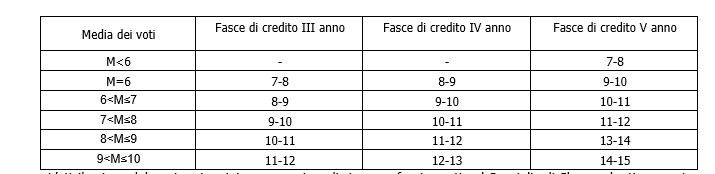 Media dei voti Fasce di credito III anno Fasce di credito IV anno Fasce di credito V anno
M<6 - - 7-8
M=6 7-8 8-9 9-10
6<M≤7 8-9 9-10 10-11
7<M≤8 9-10 10-11 11-12
8<M≤9 10-11 11-12 13-14
9<M≤10 11-12 12-13 14-15